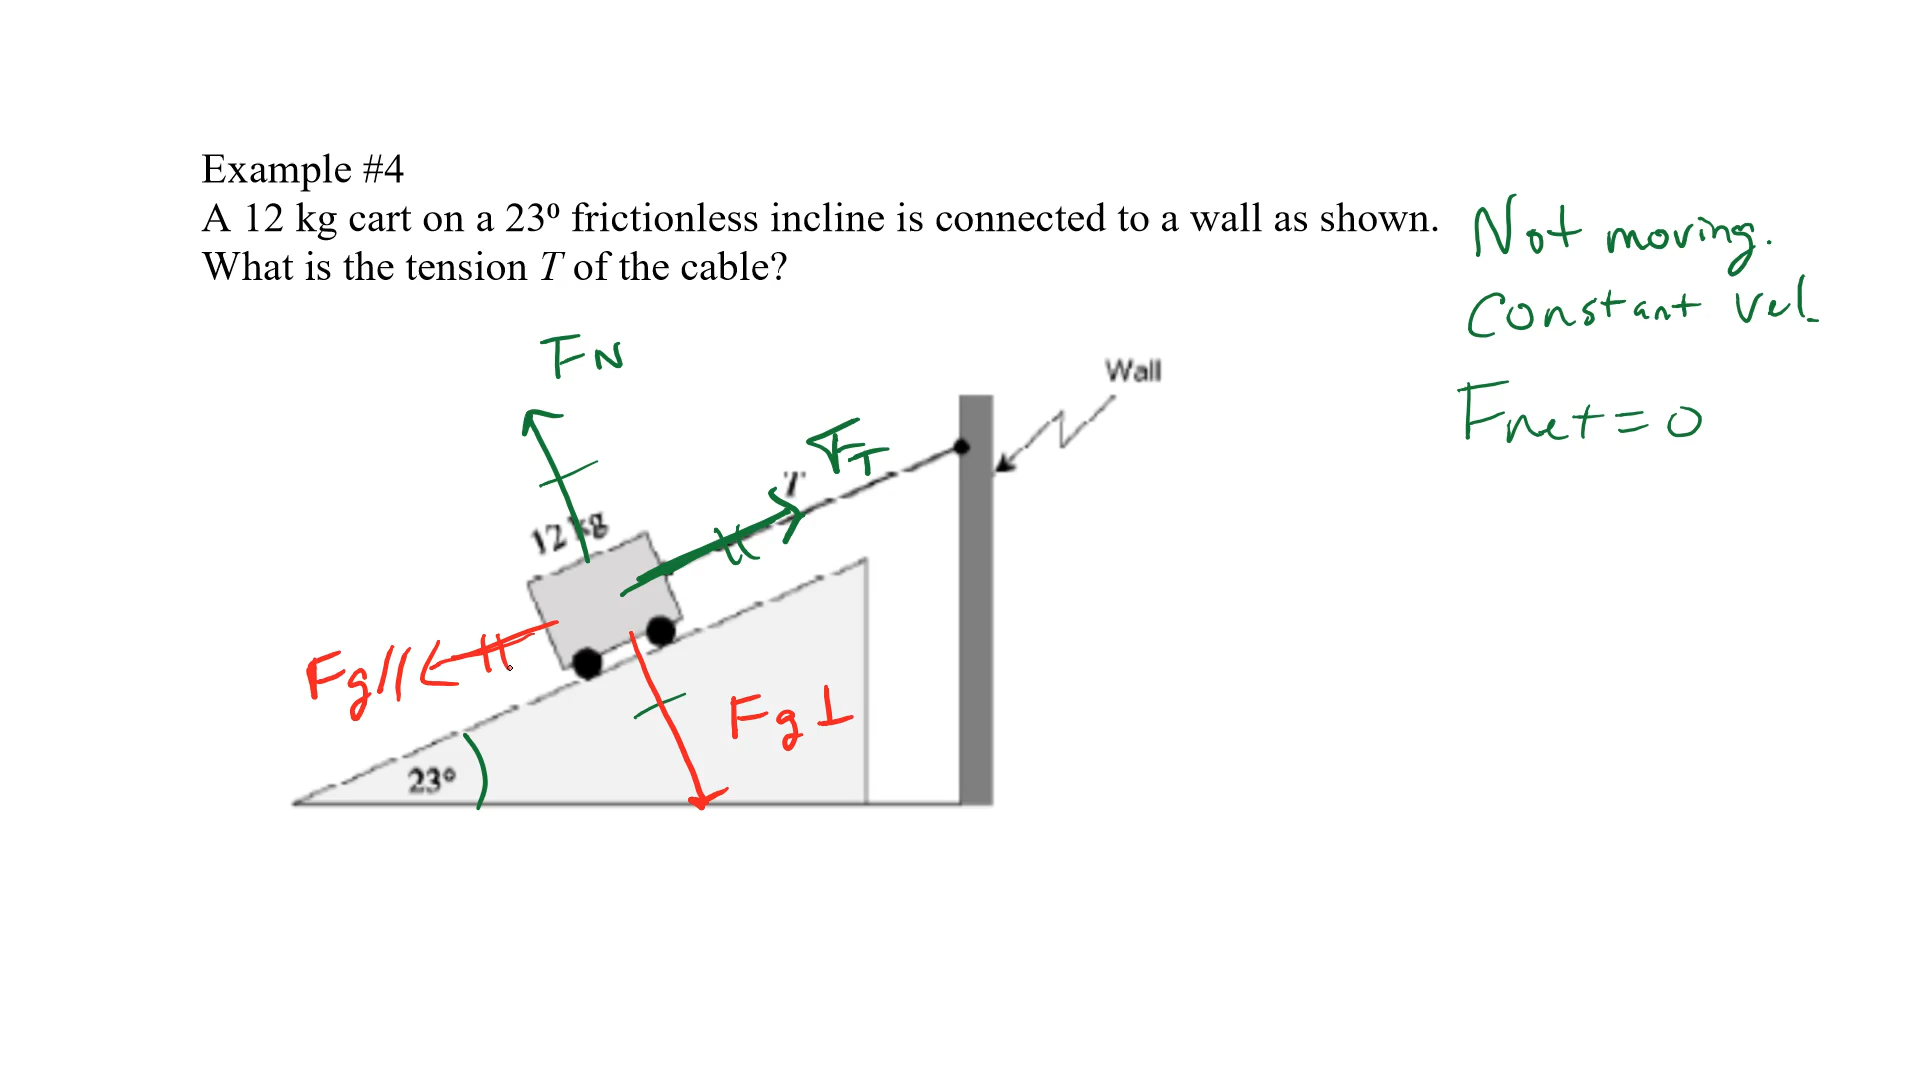 Example #4
A 12 kg cart on a 23º frictionless incline is connected to a wall as shown.
What is the tension T of the cable?
Not moving.
Constant vel.
Fnet = 0
Wall
FN
FT
T
12 kg
Fg//
Fg⊥
23º